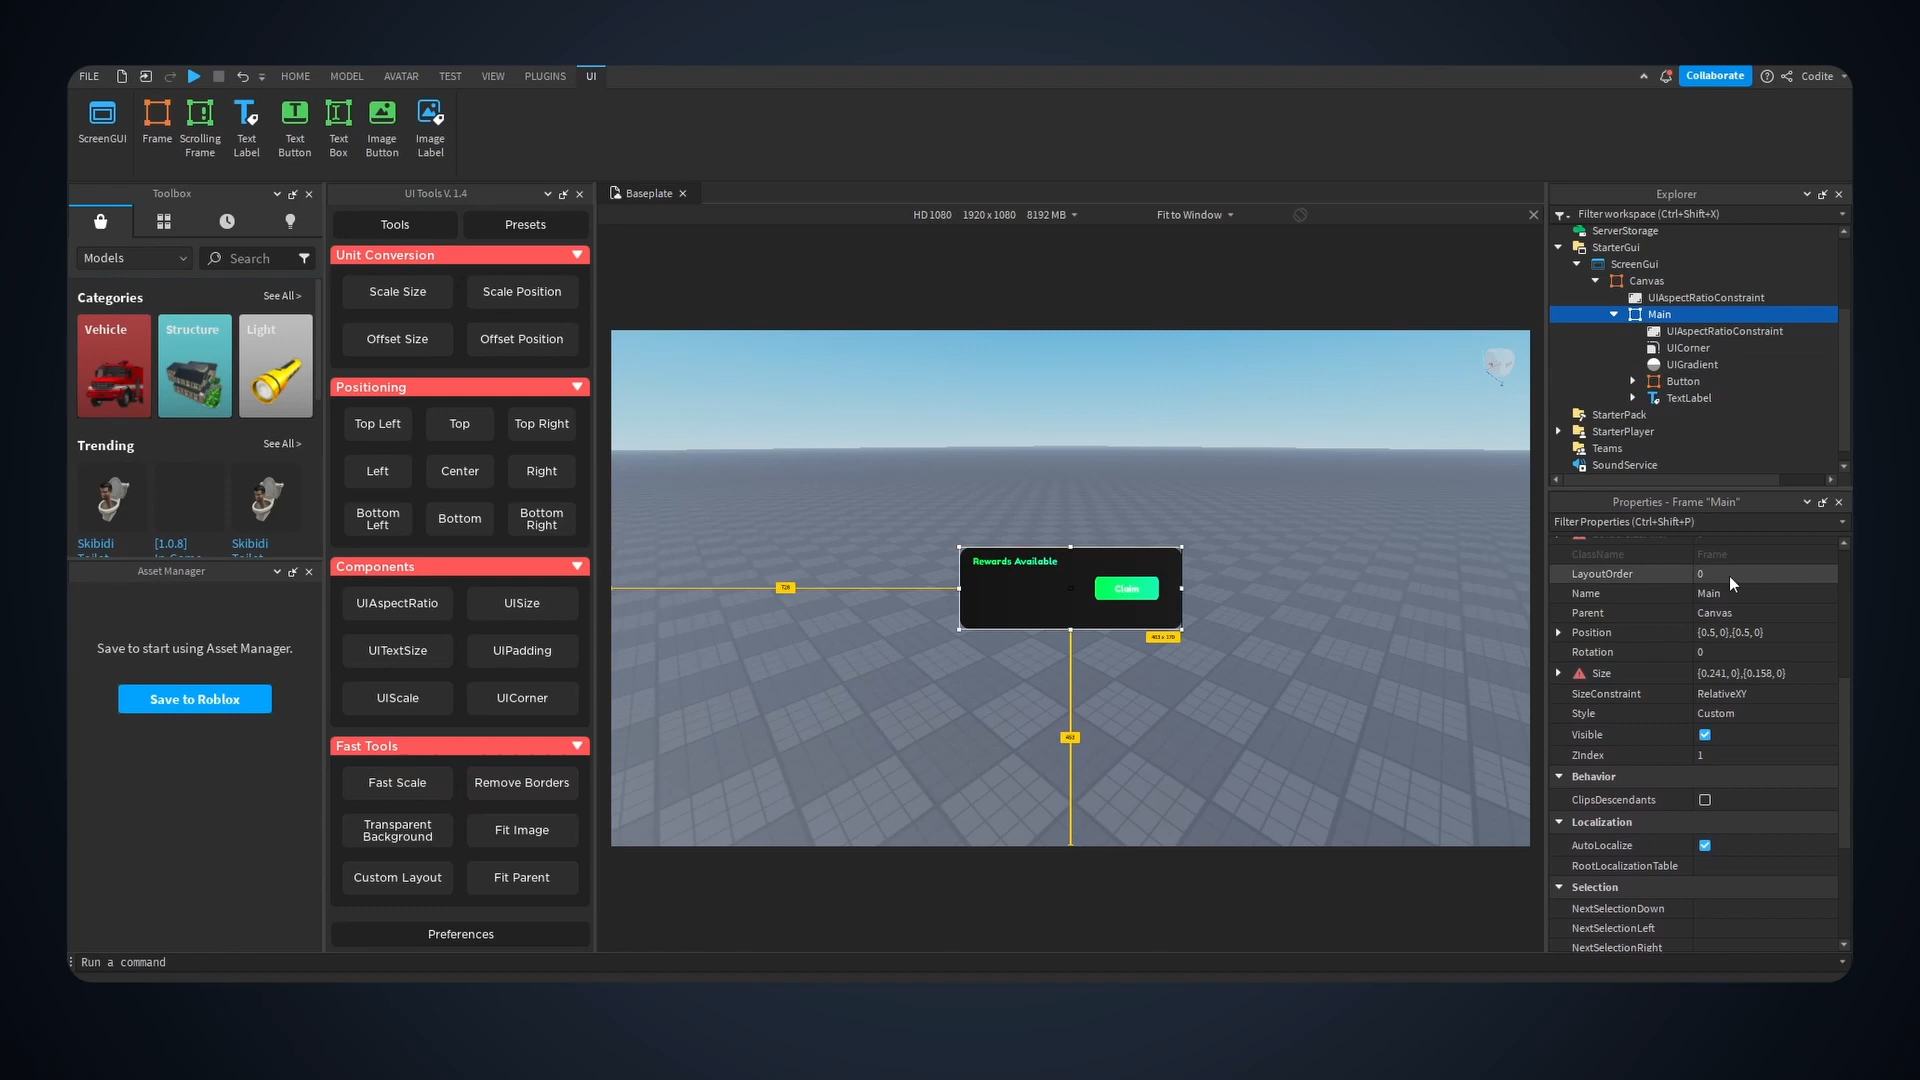 FILE
HOME
MODEL
AVATAR
TEST
VIEW
PLUGINS
UI
Collaborate
Codite
ScreenGUI
Frame
Scrolling
Frame
Text
Label
Text
Button
Text
Box
Image
Button
Image
Label
Toolbox
Models
Search
Categories
See All >
Vehicle
Structure
Light
Trending
See All >
Skibidi
[1.0.8]
Skibidi
Asset Manager
Save to start using Asset Manager.
Save to Roblox
UI Tools V. 1.4
Tools
Presets
Unit Conversion
Scale Size
Scale Position
Offset Size
Offset Position
Positioning
Top Left
Top
Top Right
Left
Center
Right
Bottom
Left
Bottom
Bottom
Right
Components
UIAspectRatio
UISize
UITextSize
UIPadding
UIScale
UICorner
Fast Tools
Fast Scale
Remove Borders
Transparent
Background
Fit Image
Custom Layout
Fit Parent
Preferences
Baseplate
HD 1080 1920 x 1080 8192 MB
Fit to Window
Rewards Available
Claim
453
Explorer
Filter workspace (Ctrl+Shift+X)
ServerStorage
StarterGui
ScreenGui
Canvas
UIAspectRatioConstraint
Main
UIAspectRatioConstraint
UICorner
UIGradient
Button
TextLabel
StarterPack
StarterPlayer
Teams
SoundService
Properties - Frame "Main"
Filter Properties (Ctrl+Shift+P)
ClassName Frame
LayoutOrder 0
Name Main
Parent Canvas
Position {0.5, 0},{0.5, 0}
Rotation 0
Size {0.241, 0},{0.158, 0}
SizeConstraint RelativeXY
Style Custom
Visible
ZIndex 1
Behavior
ClipsDescendants
Localization
AutoLocalize
RootLocalizationTable
Selection
NextSelectionDown
NextSelectionLeft
NextSelectionRight
Run a command